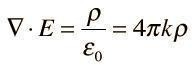 ∇ · E = ρ/ε₀ = 4πkρ